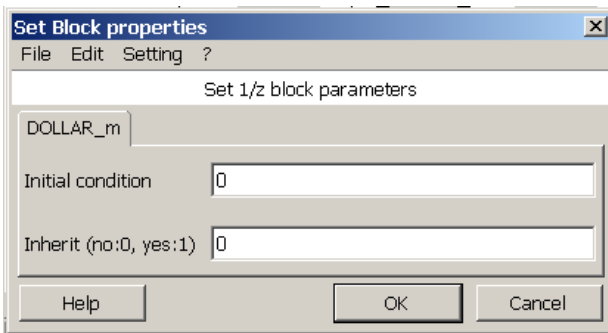 Set Block properties
File Edit Setting ?
Set 1/z block parameters
DOLLAR_m
Initial condition 0
Inherit (no:0, yes:1) 0
Help OK Cancel